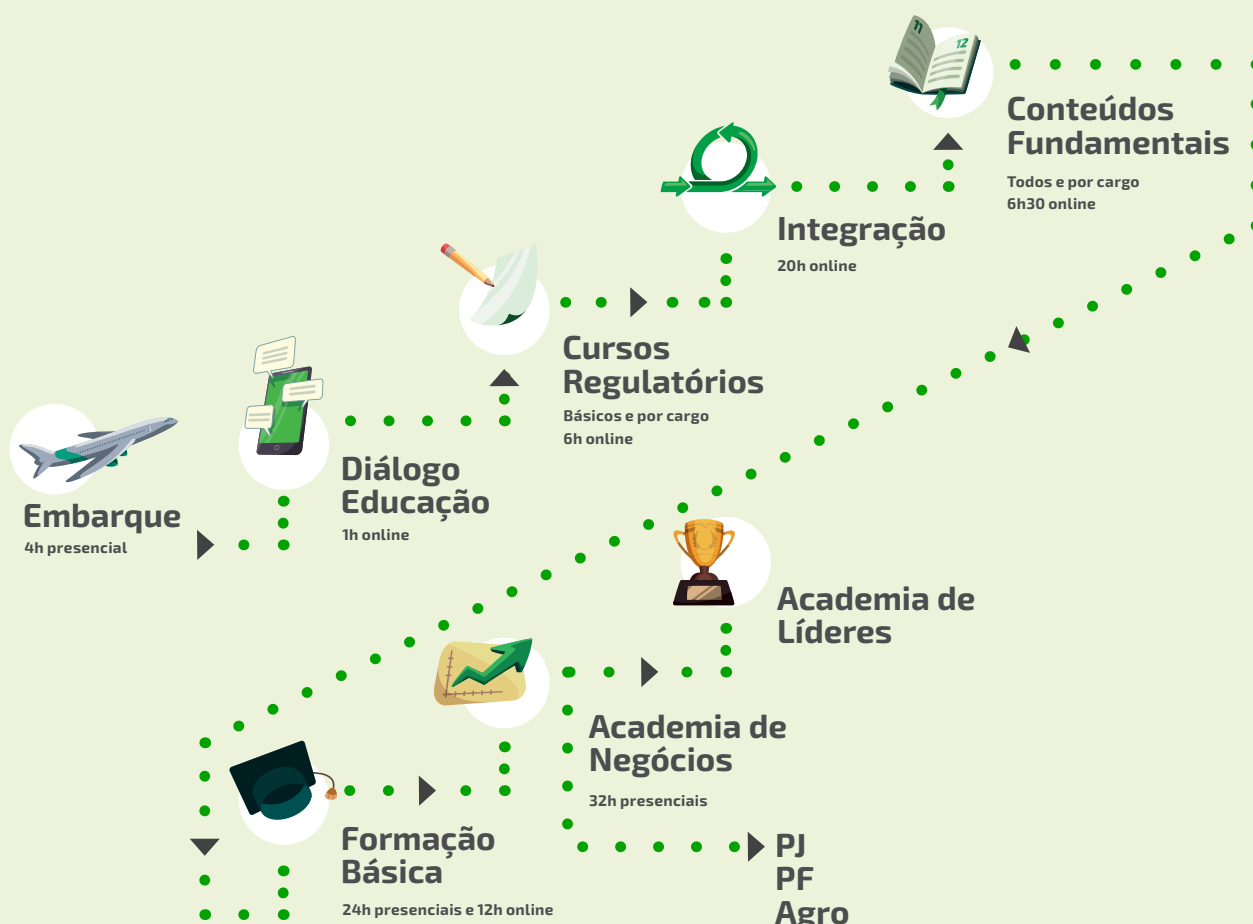 Embarque
4h presencial
Diálogo
Educação
1h online
Cursos
Regulatórios
Básicos e por cargo
6h online
Integração
20h online
11
12
Conteúdos
Fundamentais
Todos e por cargo
6h30 online
Formação
Básica
24h presenciais e 12h online
Academia de
Negócios
32h presenciais
Academia de
Líderes
PJ
PF
Agro